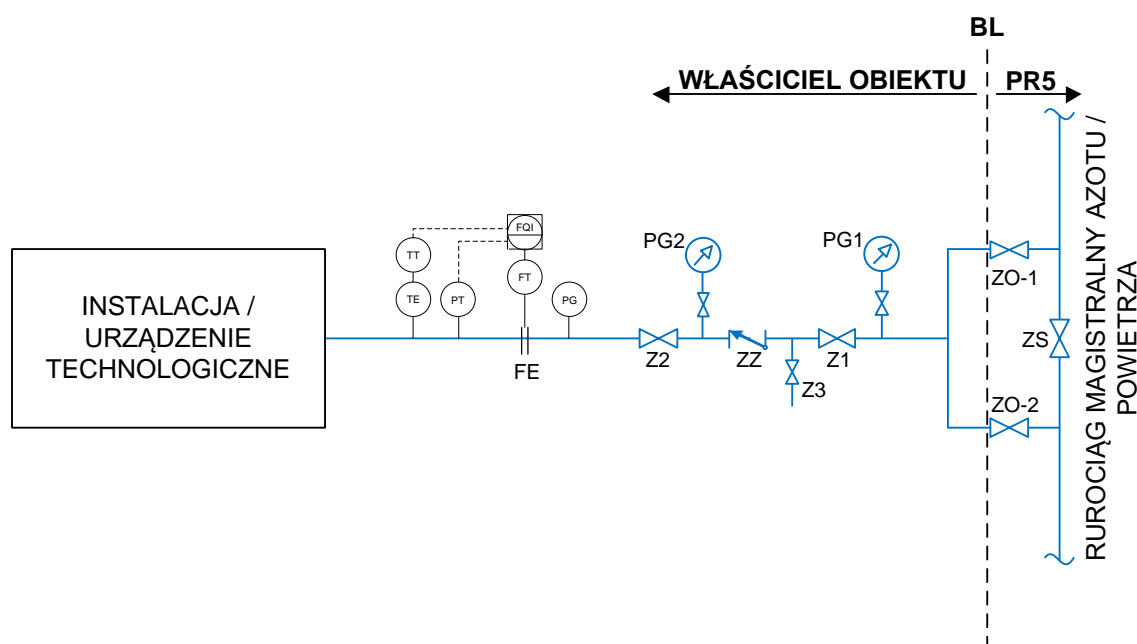 BL
WŁAŚCICIEL OBIEKTU
PR5
RUROCIĄG MAGISTRALNY AZOTU /
POWIETRZA
FQI
TT
FT
TE
PT
PG
PG2
PG1
ZO-1
INSTALACJA /
URZĄDZENIE
TECHNOLOGICZNE
FE
Z2
ZZ
Z1
Z3
ZS
ZO-2